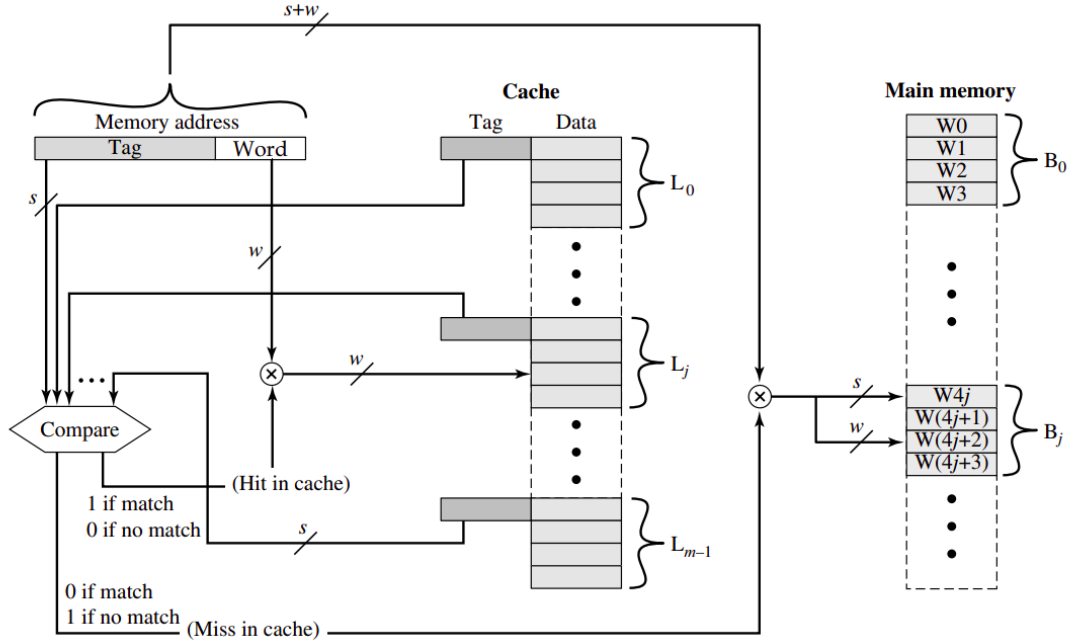 s+w
Cache
Main memory
Memory address
Tag Data
Tag Word
W0
W1
W2
W3
B0
s
L0
w
w
Lj
s
W4j
W(4j+1)
W(4j+2)
W(4j+3)
w
Bj
Compare
(Hit in cache)
1 if match
0 if no match
s
Lm–1
0 if match
1 if no match
(Miss in cache)